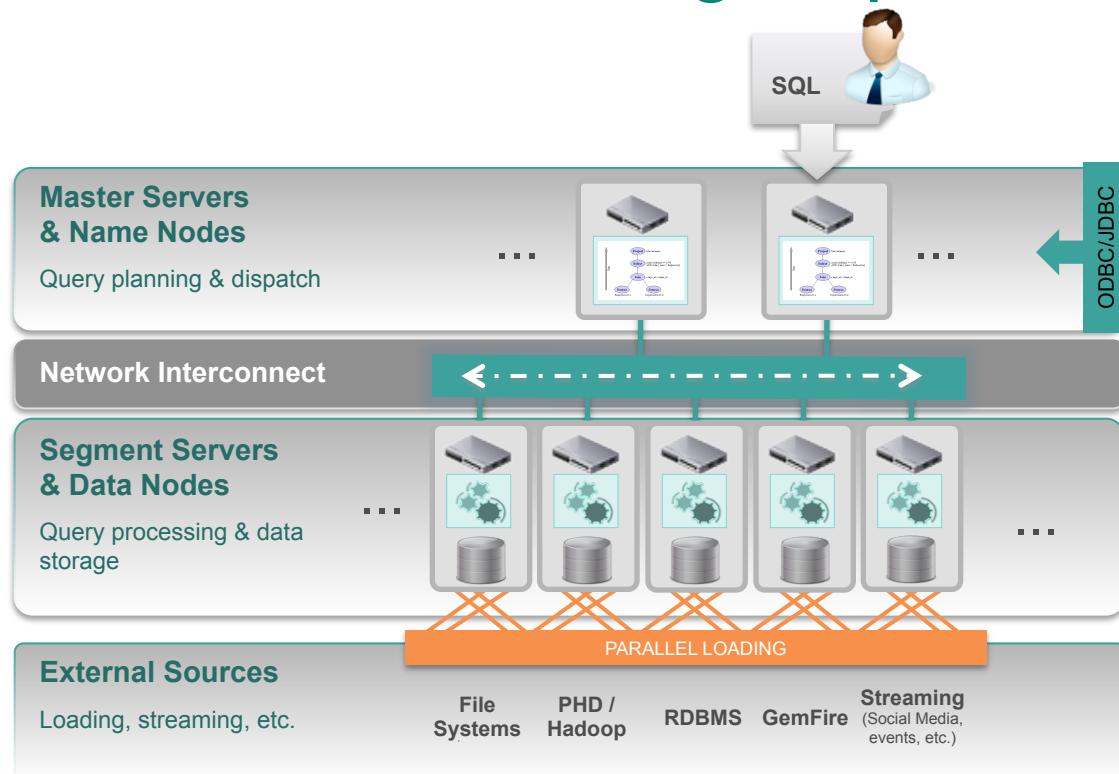 SQL
Master Servers
& Name Nodes
Query planning & dispatch
...
...
ODBC/JDBC
Network Interconnect
Segment Servers
& Data Nodes
Query processing & data
storage
...
...
PARALLEL LOADING
External Sources
Loading, streaming, etc.
File
Systems
PHD /
Hadoop
RDBMS
GemFire
Streaming
(Social Media,
events, etc.)